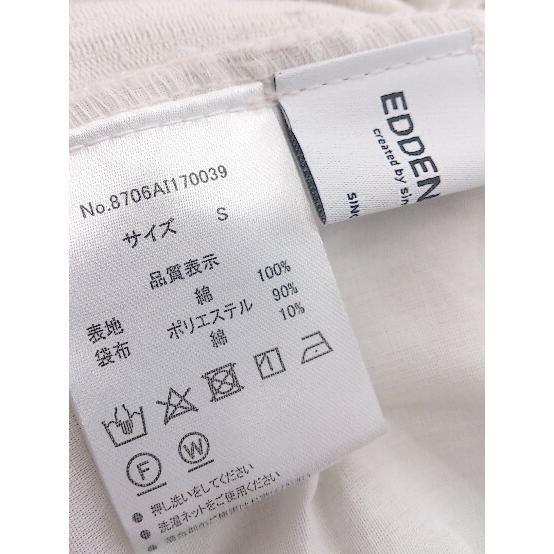 No.8706AI170039
サイズ S
品質表示
表地 綿 100%
袋布 ポリエステル 90%
綿 10%
F W
押し洗いをしてください
洗濯ネットをご使用ください
EDDEN
created by sin
SING